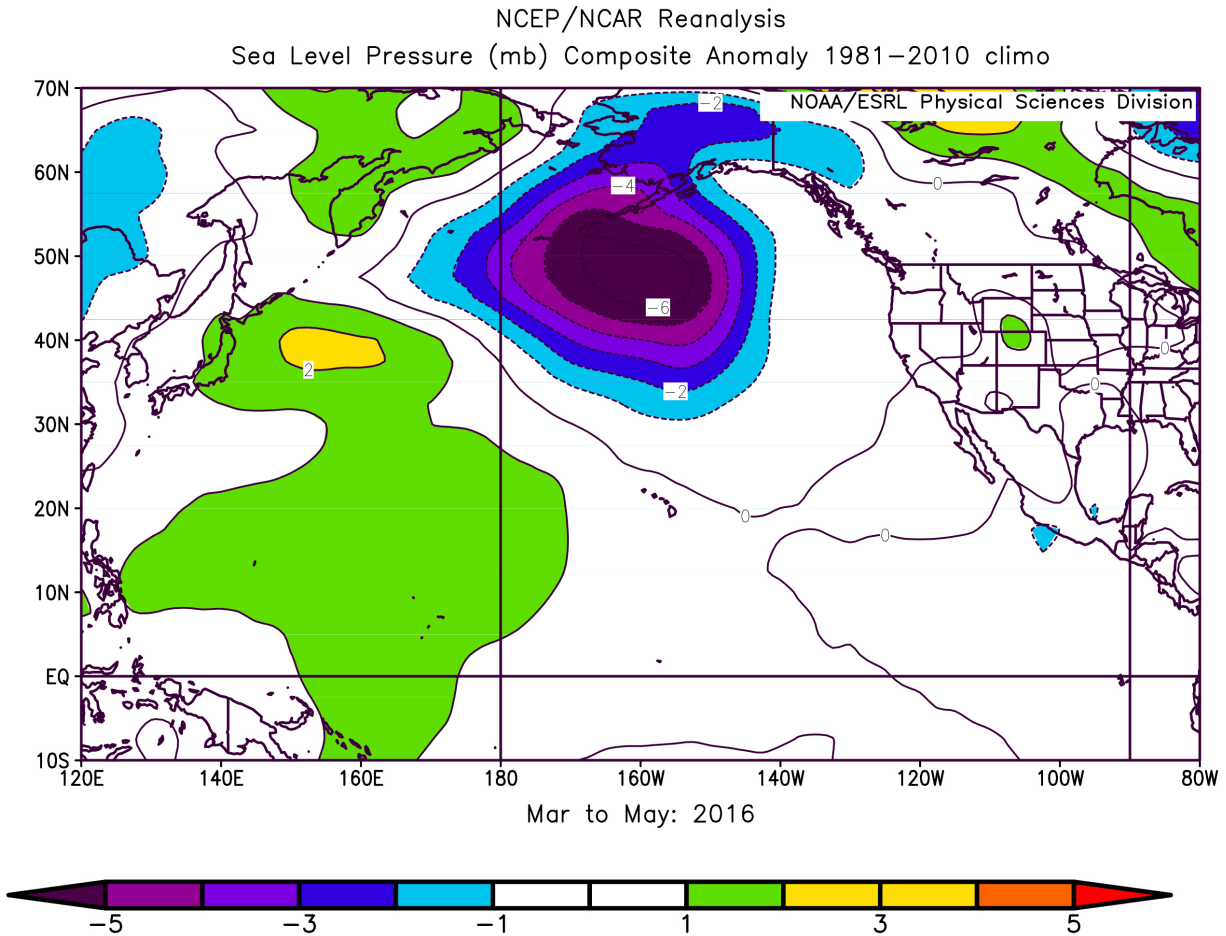 NCEP/NCAR Reanalysis
Sea Level Pressure (mb) Composite Anomaly 1981−2010 climo
NOAA/ESRL Physical Sciences Division
70N
60N
50N
40N
30N
20N
10N
EQ
10S
−2
−4
0
−6
2
−2
0
0
0
0
120E 140E 160E 180 160W 140W 120W 100W 80W
Mar to May: 2016
−5 −3 −1 1 3 5